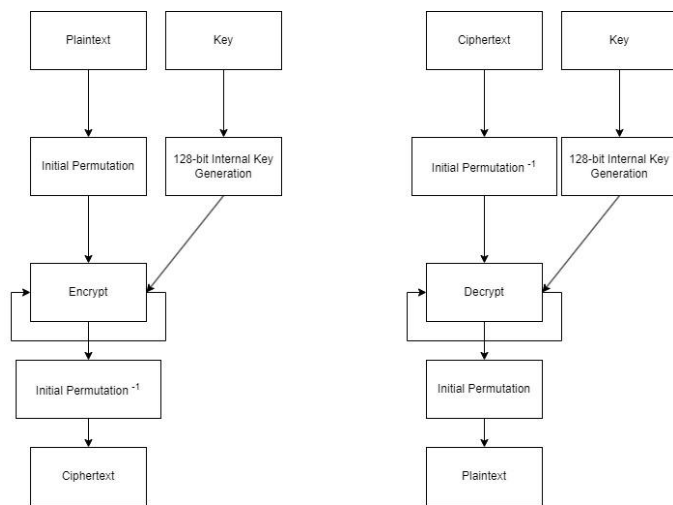 Plaintext
Key
Initial Permutation
128-bit Internal Key
Generation
Encrypt
Initial Permutation -1
Ciphertext
Ciphertext
Key
Initial Permutation -1
128-bit Internal Key
Generation
Decrypt
Initial Permutation
Plaintext